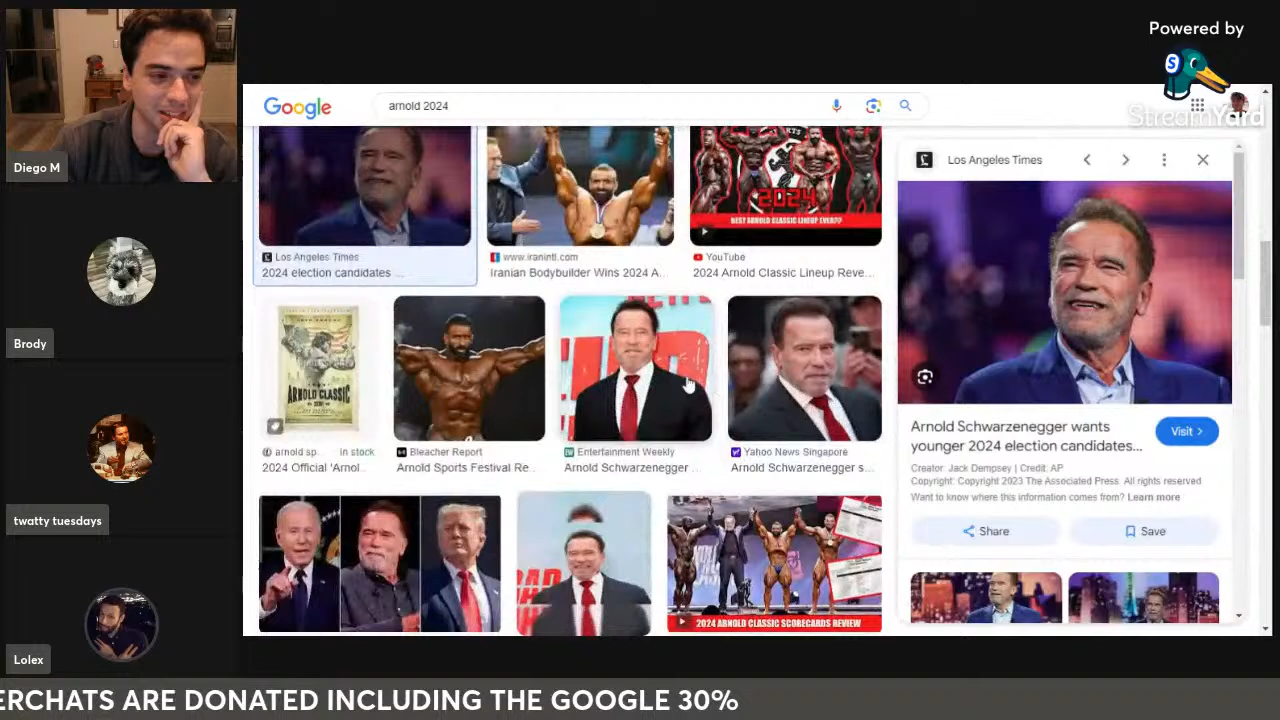 Diego M
Brody
twatty tuesdays
Lolex
Powered by
StreamYard
Google
arnold 2024
Los Angeles Times
2024 election candidates ...
www.iranintl.com
Iranian Bodybuilder Wins 2024 A...
2024
BEST ARNOLD CLASSIC LINEUP EVER??
YouTube
2024 Arnold Classic Lineup Reve...
ARNOLD CLASSIC
arnold sp...
in stock
2024 Official 'Arnol...
Bleacher Report
Arnold Sports Festival Re...
Entertainment Weekly
Arnold Schwarzenegger ...
Yahoo News Singapore
Arnold Schwarzenegger s...
2024 ARNOLD CLASSIC SCORECARDS REVIEW
Los Angeles Times
Arnold Schwarzenegger wants
younger 2024 election candidates...
Visit >
Creator: Jack Dempsey | Credit: AP
Copyright: Copyright 2023 The Associated Press. All rights reserved
Want to know where this information comes from? Learn more
Share
Save
ERCHATS ARE DONATED INCLUDING THE GOOGLE 30%